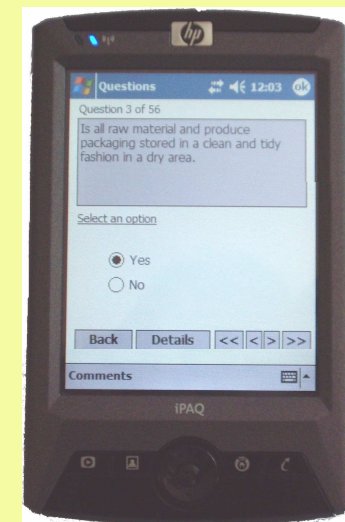 hp
Questions 12:03 ok
Question 3 of 56
Is all raw material and produce
packaging stored in a clean and tidy
fashion in a dry area.
Select an option
Yes
No
Back Details << < > >>
Comments
iPAQ